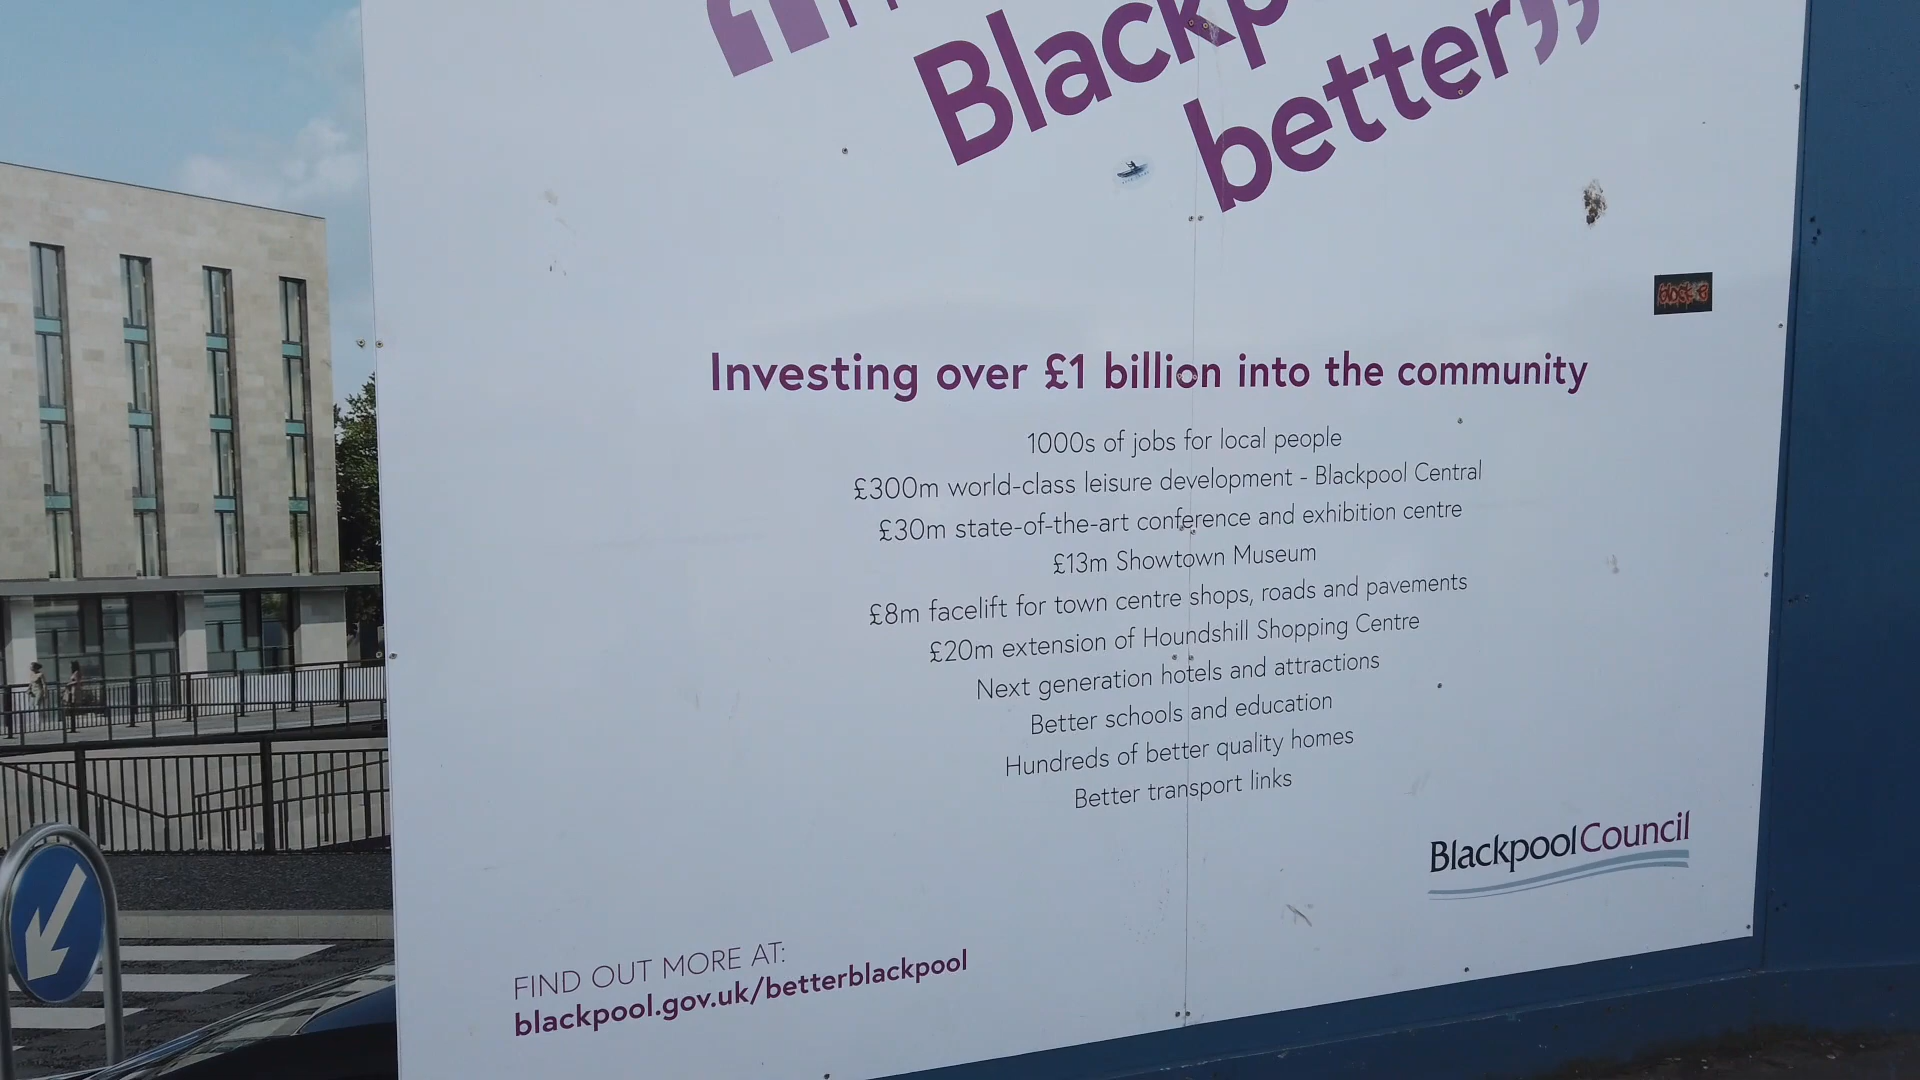 better
Investing over £1 billion into the community
1000s of jobs for local people
£300m world-class leisure development - Blackpool Central
£30m state-of-the-art conference and exhibition centre
£13m Showtown Museum
£8m facelift for town centre shops, roads and pavements
£20m extension of Houndshill Shopping Centre
Next generation hotels and attractions
Better schools and education
Hundreds of better quality homes
Better transport links
BlackpoolCouncil
FIND OUT MORE AT:
blackpool.gov.uk/betterblackpool